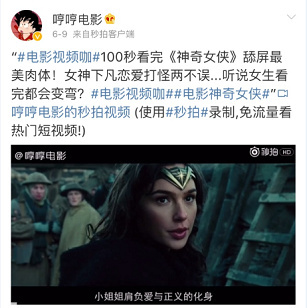 哼哼电影
6-9 来自秒拍客户端
“#电影视频咖#100秒看完《神奇女侠》舔屏最
美肉体！女神下凡恋爱打怪两不误...听说女生看
完都会变弯？#电影视频咖##电影神奇女侠#”
哼哼电影的秒拍视频 (使用#秒拍#录制,免流量看
热门短视频!)
@哼哼电影 秒拍 HD
小姐姐肩负爱与正义的化身